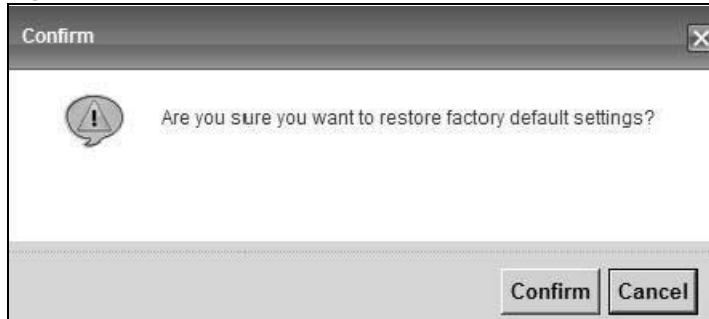 Confirm
Are you sure you want to restore factory default settings?
Confirm
Cancel